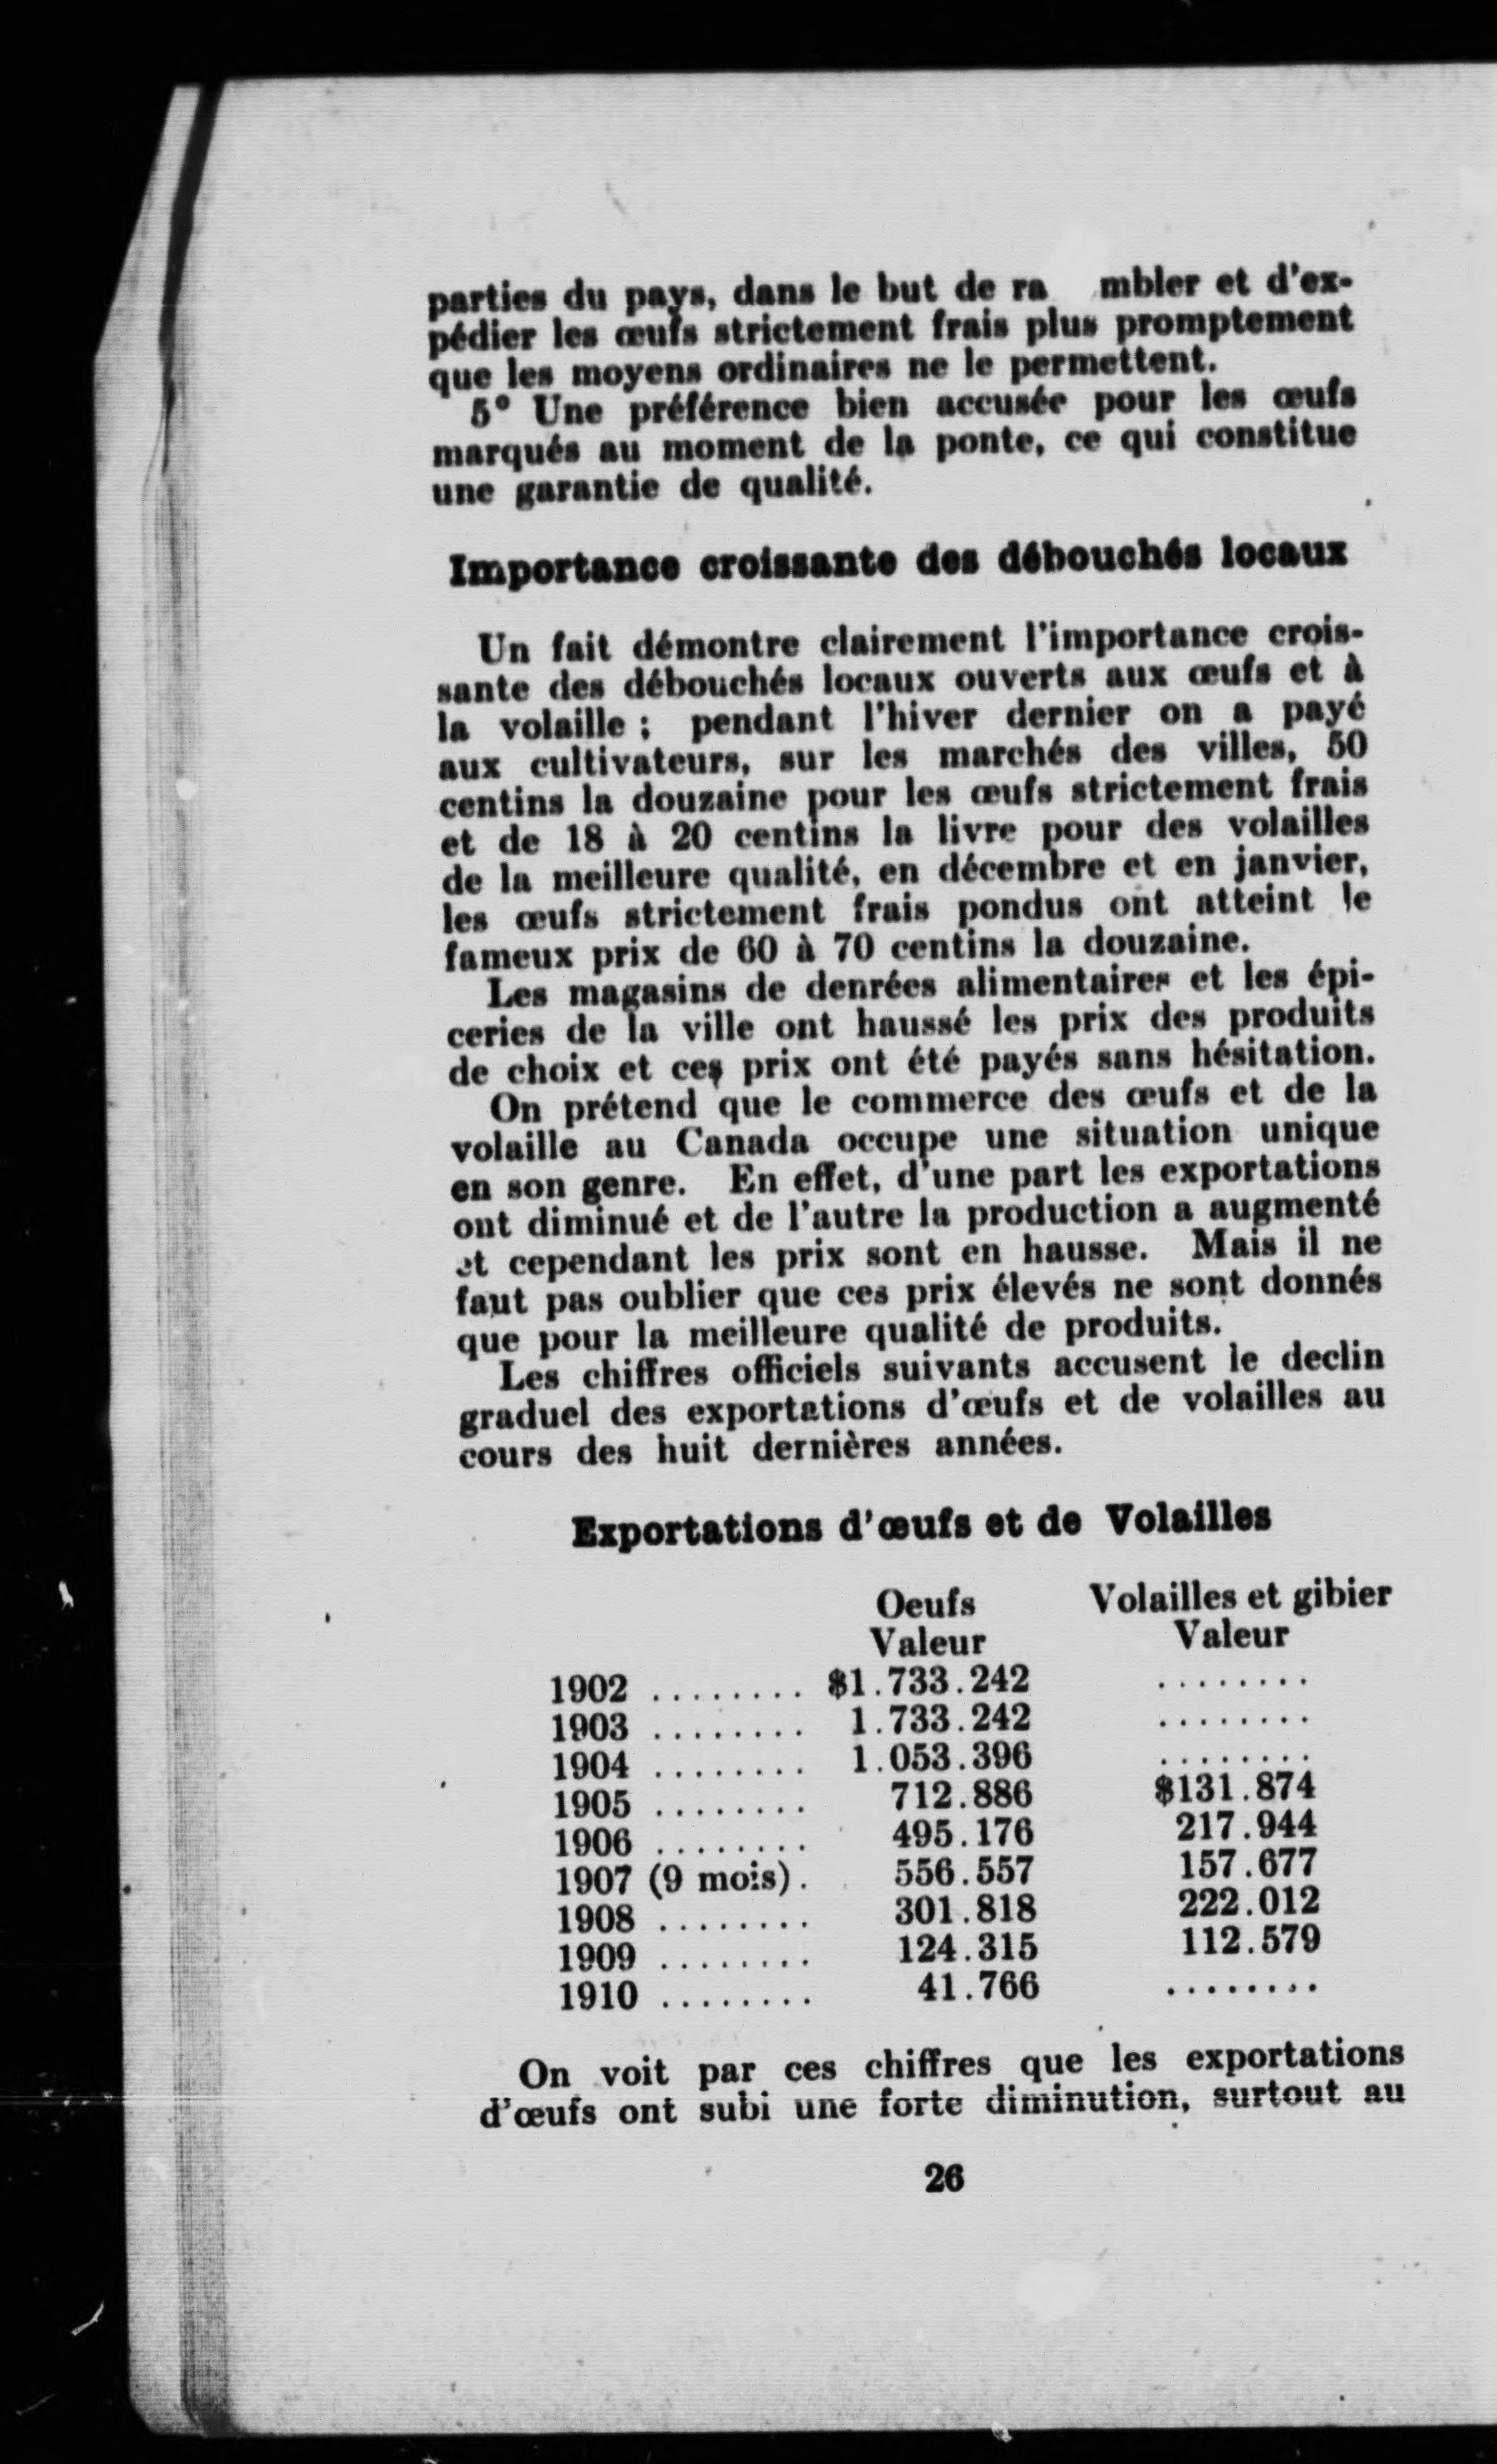 parties du pays, dans le but de ra mbler et d'ex-
pédier les œufs strictement frais plus promptement
que les moyens ordinaires ne le permettent.
5° Une préférence bien accusée pour les œufs
marqués au moment de la ponte, ce qui constitue
une garantie de qualité.
Importance croissante des débouchés locaux
Un fait démontre clairement l'importance crois-
sante des débouchés locaux ouverts aux œufs et à
la volaille ; pendant l'hiver dernier on a payé
aux cultivateurs, sur les marchés des villes, 50
centins la douzaine pour les œufs strictement frais
et de 18 à 20 centins la livre pour des volailles
de la meilleure qualité, en décembre et en janvier,
les œufs strictement frais pondus ont atteint le
fameux prix de 60 à 70 centins la douzaine.
Les magasins de denrées alimentaires et les épi-
ceries de la ville ont haussé les prix des produits
de choix et ces prix ont été payés sans hésitation.
On prétend que le commerce des œufs et de la
volaille au Canada occupe une situation unique
en son genre. En effet, d'une part les exportations
ont diminué et de l'autre la production a augmenté
et cependant les prix sont en hausse. Mais il ne
faut pas oublier que ces prix élevés ne sont donnés
que pour la meilleure qualité de produits.
Les chiffres officiels suivants accusent le declin
graduel des exportations d'œufs et de volailles au
cours des huit dernières années.
Exportations d'œufs et de Volailles
Oeufs Volailles et gibier
Valeur Valeur
1902 ........ $1.733.242 ........
1903 ........ 1.733.242 ........
1904 ........ 1.053.396 ........
1905 ........ 712.886 $131.874
1906 ........ 495.176 217.944
1907 (9 mois). 556.557 157.677
1908 ........ 301.818 222.012
1909 ........ 124.315 112.579
1910 ........ 41.766 ........
On voit par ces chiffres que les exportations
d'œufs ont subi une forte diminution, surtout au
26